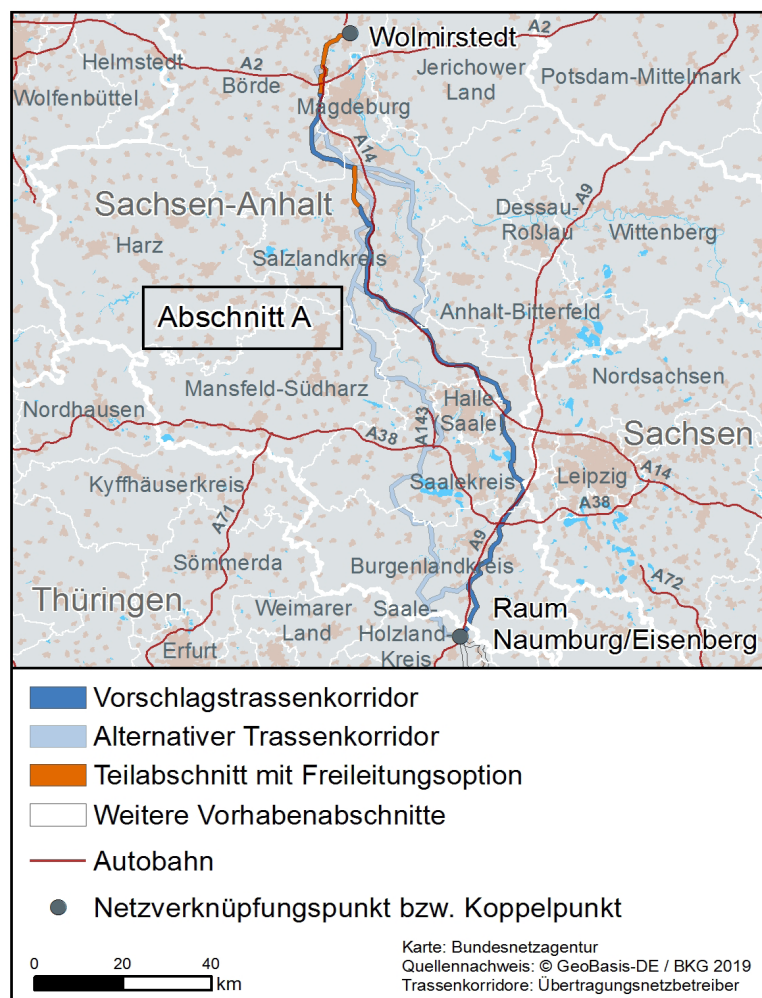 Wolmirstedt
A2
Helmstedt
A2
Jerichower
Land
Potsdam-Mittelmark
Wolfenbüttel
Börde
Magdeburg
A14
Sachsen-Anhalt
Dessau-
Roßlau
A9
Wittenberg
Harz
Salzlandkreis
Abschnitt A
Anhalt-Bitterfeld
Mansfeld-Südharz
Nordsachsen
Halle
(Saale)
Nordhausen
A38
A143
Sachsen
Kyffhäuserkreis
A71
Saalekreis
Leipzig
A14
A38
A9
Sömmerda
Burgenlandkreis
A72
Thüringen
Weimarer
Land
Saale-
Holzland-
Kreis
Raum
Naumburg/Eisenberg
Erfurt
Vorschlagstrassenkorridor
Alternativer Trassenkorridor
Teilabschnitt mit Freileitungsoption
Weitere Vorhabenabschnitte
Autobahn
Netzverknüpfungspunkt bzw. Koppelpunkt
0 20 40
km
Karte: Bundesnetzagentur
Quellennachweis: © GeoBasis-DE / BKG 2019
Trassenkorridore: Übertragungsnetzbetreiber